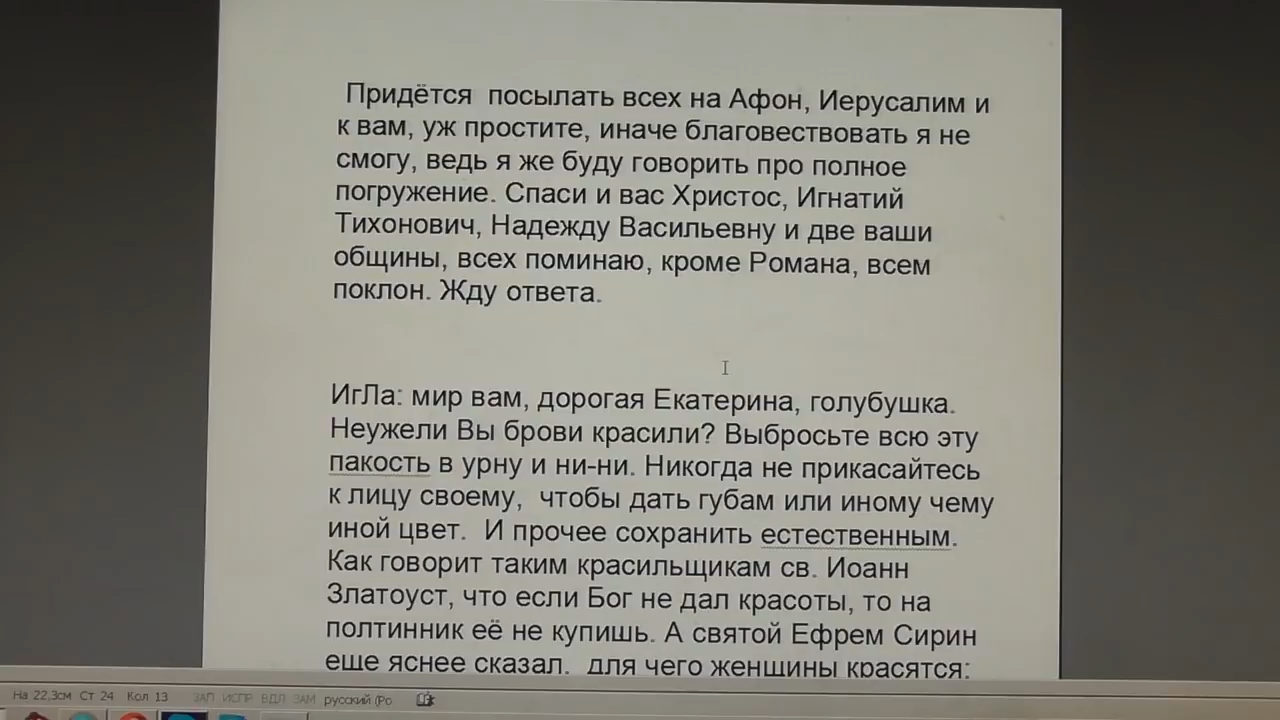 Придётся  посылать всех на Афон, Иерусалим и
к вам, уж простите, иначе благовествовать я не
смогу, ведь я же буду говорить про полное
погружение. Спаси и вас Христос, Игнатий
Тихонович, Надежду Васильевну и две ваши
общины, всех поминаю, кроме Романа, всем
поклон. Жду ответа.
ИгЛа: мир вам, дорогая Екатерина, голубушка.
Неужели Вы брови красили? Выбросьте всю эту
пакость в урну и ни-ни. Никогда не прикасайтесь
к лицу своему,  чтобы дать губам или иному чему
иной цвет.  И прочее сохранить естественным.
Как говорит таким красильщикам св. Иоанн
Златоуст, что если Бог не дал красоты, то на
полтинник её не купишь. А святой Ефрем Сирин
еще яснее сказал,  для чего женщины красятся:
На 22,3см  Ст 24  Кол 13  ЗАП ИСПР ВДЛ ЗАМ  русский (Ро